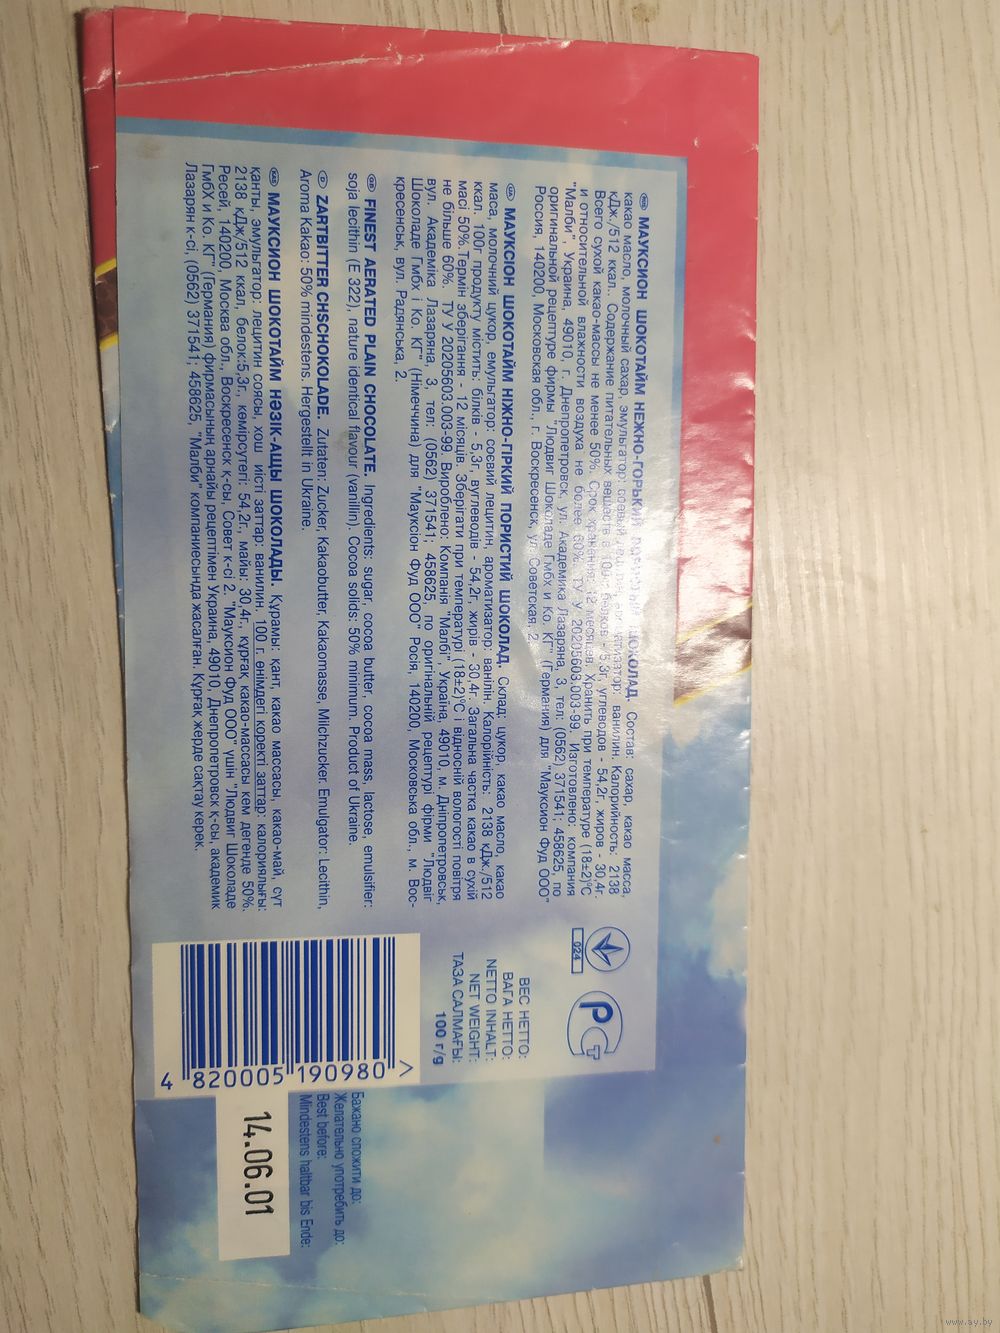 RUS МАУКСИОН ШОКОТАЙМ НЕЖНО-ГОРЬКИЙ ПОРИСТЫЙ ШОКОЛАД. Состав: сахар, какао масса,
какао масло, молочный сахар, эмульгатор: соевый лецитин, ароматизатор: ванилин. Калорийность: 2138
кДж./512 ккал.. Содержание питательных веществ в 100г: белков - 5,3г, углеводов - 54,2г, жиров - 30,4г.
Всего сухой какао-массы не менее 50%. Срок хранения: 12 месяцев. Хранить при температуре (18±2)°С
и относительной влажности воздуха не более 60%. ТУ У 20205603.003-99. Изготовлено: компания
"Малби", Украина, 49010, г. Днепропетровск, ул. Академика Лазаряна, 3, тел: (0562) 371541; 458625, по
оригинальной рецептуре фирмы "Людвиг Шоколаде Гмбх и Ко. КГ" (Германия) для "Мауксион Фуд ООО"
Россия, 140200, Московская обл., г. Воскресенск, ул. Советская, 2.
UA МАУКСІОН ШОКОТАЙМ НІЖНО-ГІРКИЙ ПОРИСТИЙ ШОКОЛАД. Склад: цукор, какао масло, какао
маса, молочний цукор, емульгатор: соєвий лецитин, ароматизатор: ванілін. Калорійність: 2138 кДж./512
ккал. 100г продукту містить: білків - 5,3г, вуглеводів - 54,2г, жирів - 30,4г. Загальна частка какао в сухій
масі 50%. Термін зберігання - 12 місяців. Зберігати при температурі (18±2)°С і відносній вологості повітря
не більше 60%. ТУ У 20205603.003-99. Вироблено: Компанія "Малбі", Україна, 49010, м. Дніпропетровськ,
вул. Академіка Лазаряна, 3, тел: (0562) 371541; 458625, по оригінальній рецептурі фірми "Людвіг
Шоколаде Гмбх і Ко. КГ" (Німеччина) для "Мауксіон Фуд ООО" Росія, 140200, Московська обл., м. Вос-
кресенськ, вул. Радянська, 2.
GB FINEST AERATED PLAIN CHOCOLATE. Ingredients: sugar, cocoa butter, cocoa mass, lactose, emulsifier:
soja lecithin (E 322), nature identical flavour (vanillin). Cocoa solids: 50% minimum. Product of Ukraine.
D ZARTBITTER CHSCHOKOLADE. Zutaten: Zucker, Kakaobutter, Kakaomasse, Milchzucker. Emulgator: Lecithin,
Aroma Kakao: 50% mindestens. Hergestellt in Ukraine.
KAZ МАУКСИОН ШОКОТАЙМ НӘЗІК-АЩЫ ШОКОЛАДЫ. Құрамы: қант, какао массасы, какао-май, сүт
қанты, эмульгатор: лецитин соясы, хош иісті заттар: ванилин. 100 г. өнімдегі қоректі заттар: калориялығы:
2138 кДж/512 ккал, болок:5,3г, көмірсутегі: 54,2г, майы: 30,4г., құрғақ какао-массасы кем дегенде 50%.
Ресей, 140200, Москва обл., Воскресенск к-сы, Совет к-сі 2. "Мауксион Фуд ООО" үшін "Людвиг Шоколаде
Гмбх и Ко. КГ" (Германия) фирмасының арнайы рецептімен Украина, 49010, Днепропетровск к-сы, академик
Лазарян к-сі, (0562) 371541; 458625, "Малби" компаниесында жасалған. Құрғақ жерде сақтау керек.
024
РСТ
ВЕС НЕТТО:
ВАГА НЕТТО:
NETTO INHALT:
NET WEIGHT:
ТАЗА САЛМАҒЫ:
100 г/g
4 820005 190980 >
Бажано спожити до:
Желательно употребить до:
Best before:
Mindestens haltbar bis Ende:
14.06.01
www.ay.by